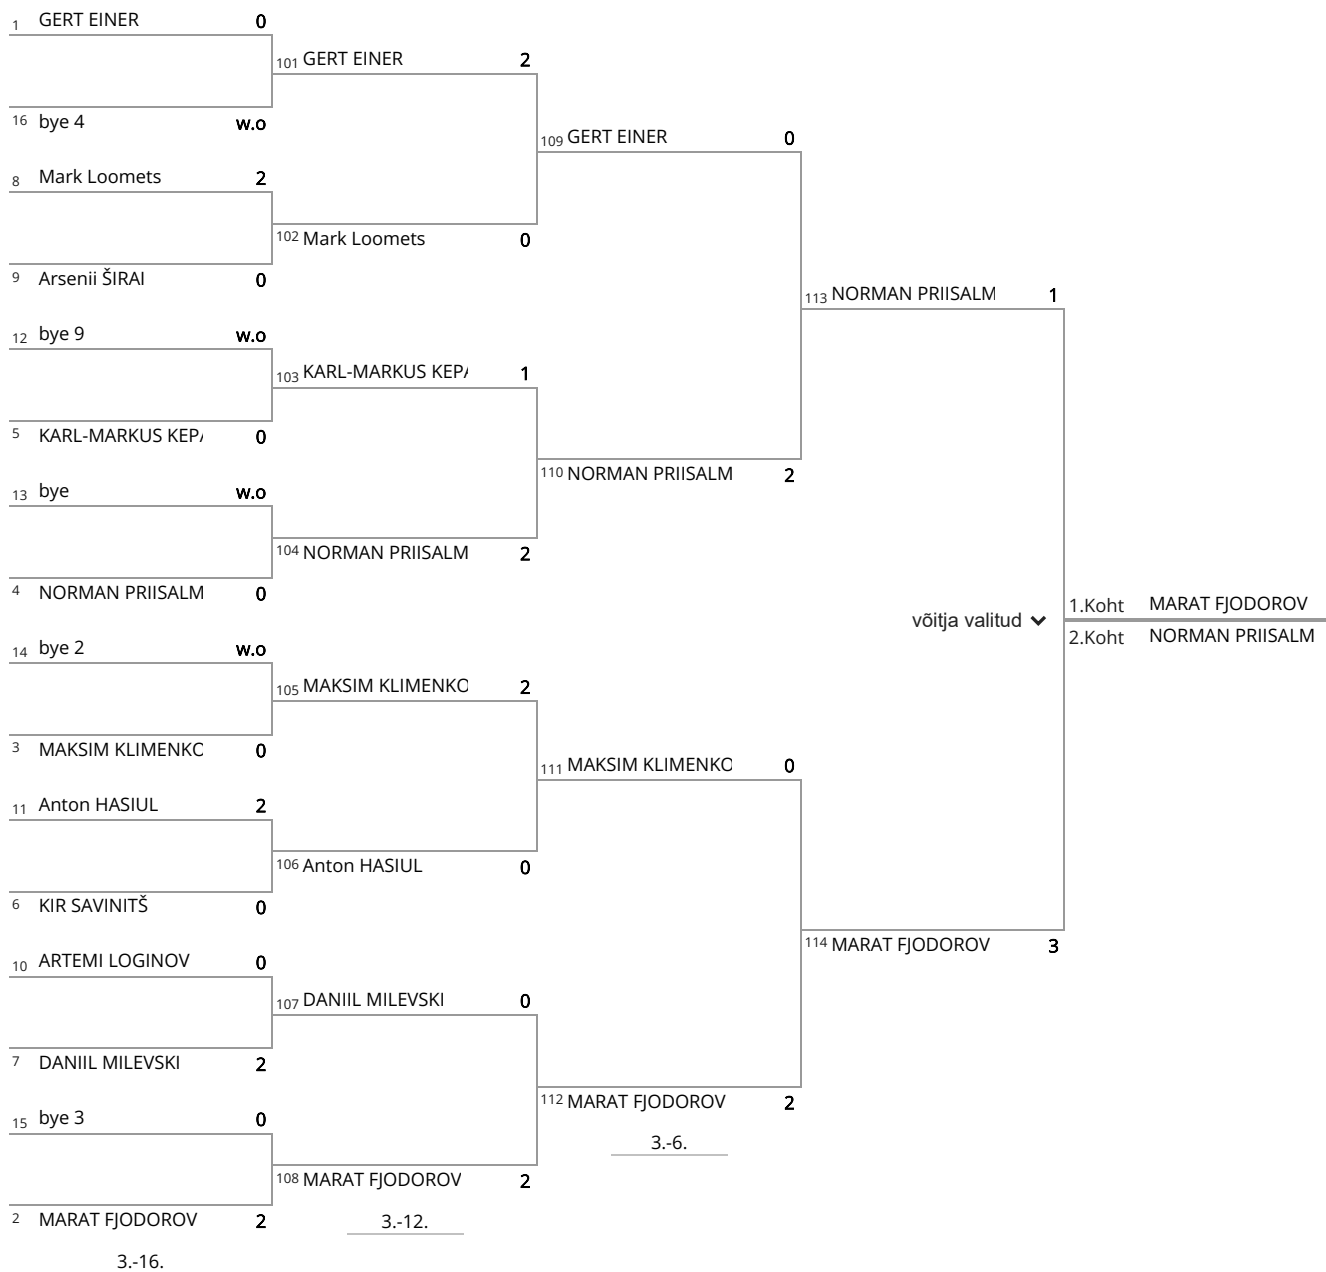 1 GERT EINER 0
101 GERT EINER 2
16 bye 4 w.o
109 GERT EINER 0
8 Mark Loomets 2
102 Mark Loomets 0
9 Arsenii ŠIRAI 0
113 NORMAN PRIISALM 1
12 bye 9 w.o
103 KARL-MARKUS KEPA 1
5 KARL-MARKUS KEP 0
110 NORMAN PRIISALM 2
13 bye w.o
104 NORMAN PRIISALM 2
4 NORMAN PRIISALM 0
1.Koht MARAT FJODOROV
võitja valitud
2.Koht NORMAN PRIISALM
14 bye 2 w.o
105 MAKSIM KLIMENKO 2
3 MAKSIM KLIMENKO 0
111 MAKSIM KLIMENKO 0
11 Anton HASIUL 2
106 Anton HASIUL 0
6 KIR SAVINITŠ 0
114 MARAT FJODOROV 3
10 ARTEMI LOGINOV 0
107 DANIIL MILEVSKI 0
7 DANIIL MILEVSKI 2
112 MARAT FJODOROV 2
15 bye 3 0
3.-6.
108 MARAT FJODOROV 2
2 MARAT FJODOROV 2
3.-12.
3.-16.